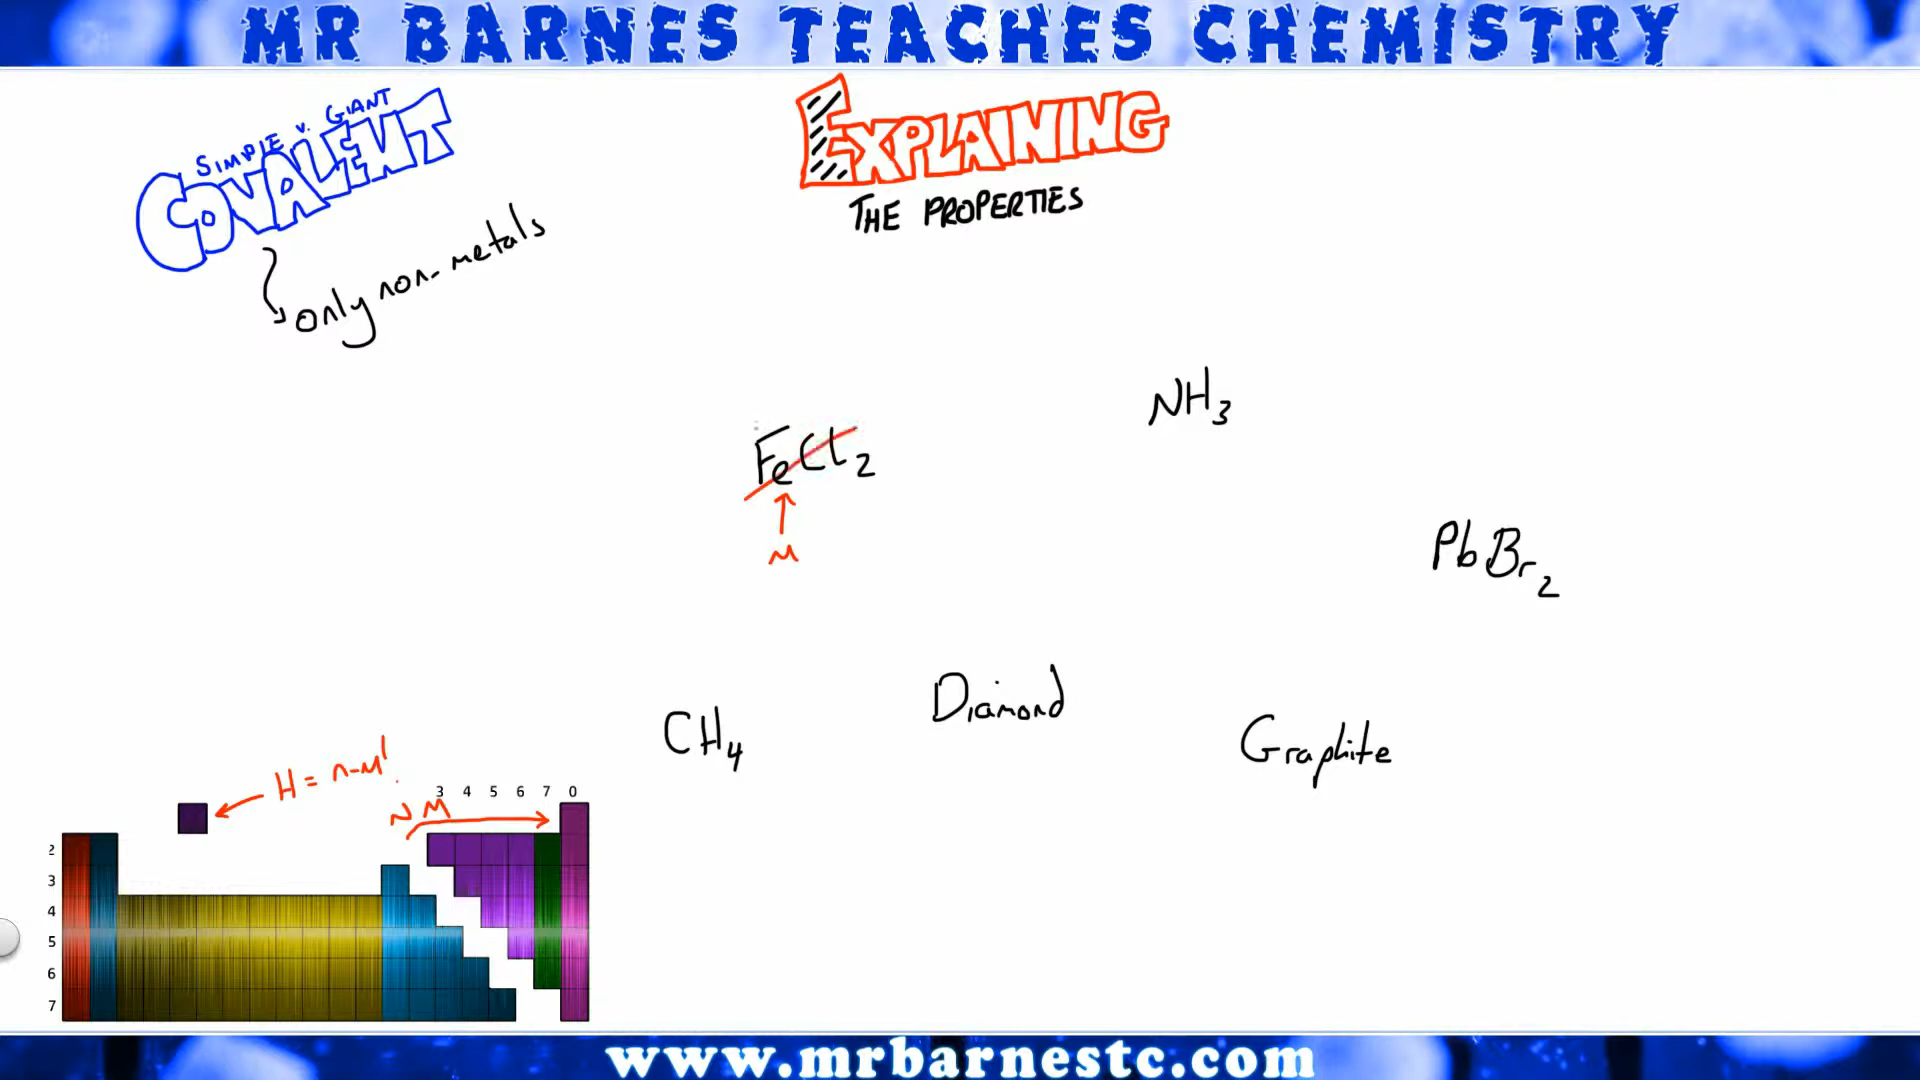 MR BARNES TEACHES CHEMISTRY
SIMPLE v. GIANT
COVALENT
only non-metals
EXPLAINING
THE PROPERTIES
NH3
FeCl2
M
PbBr2
Diamond
CH4
Graphite
H = n-M!
NM
3 4 5 6 7 0
2
3
4
5
6
7
www.mrbarnestc.com